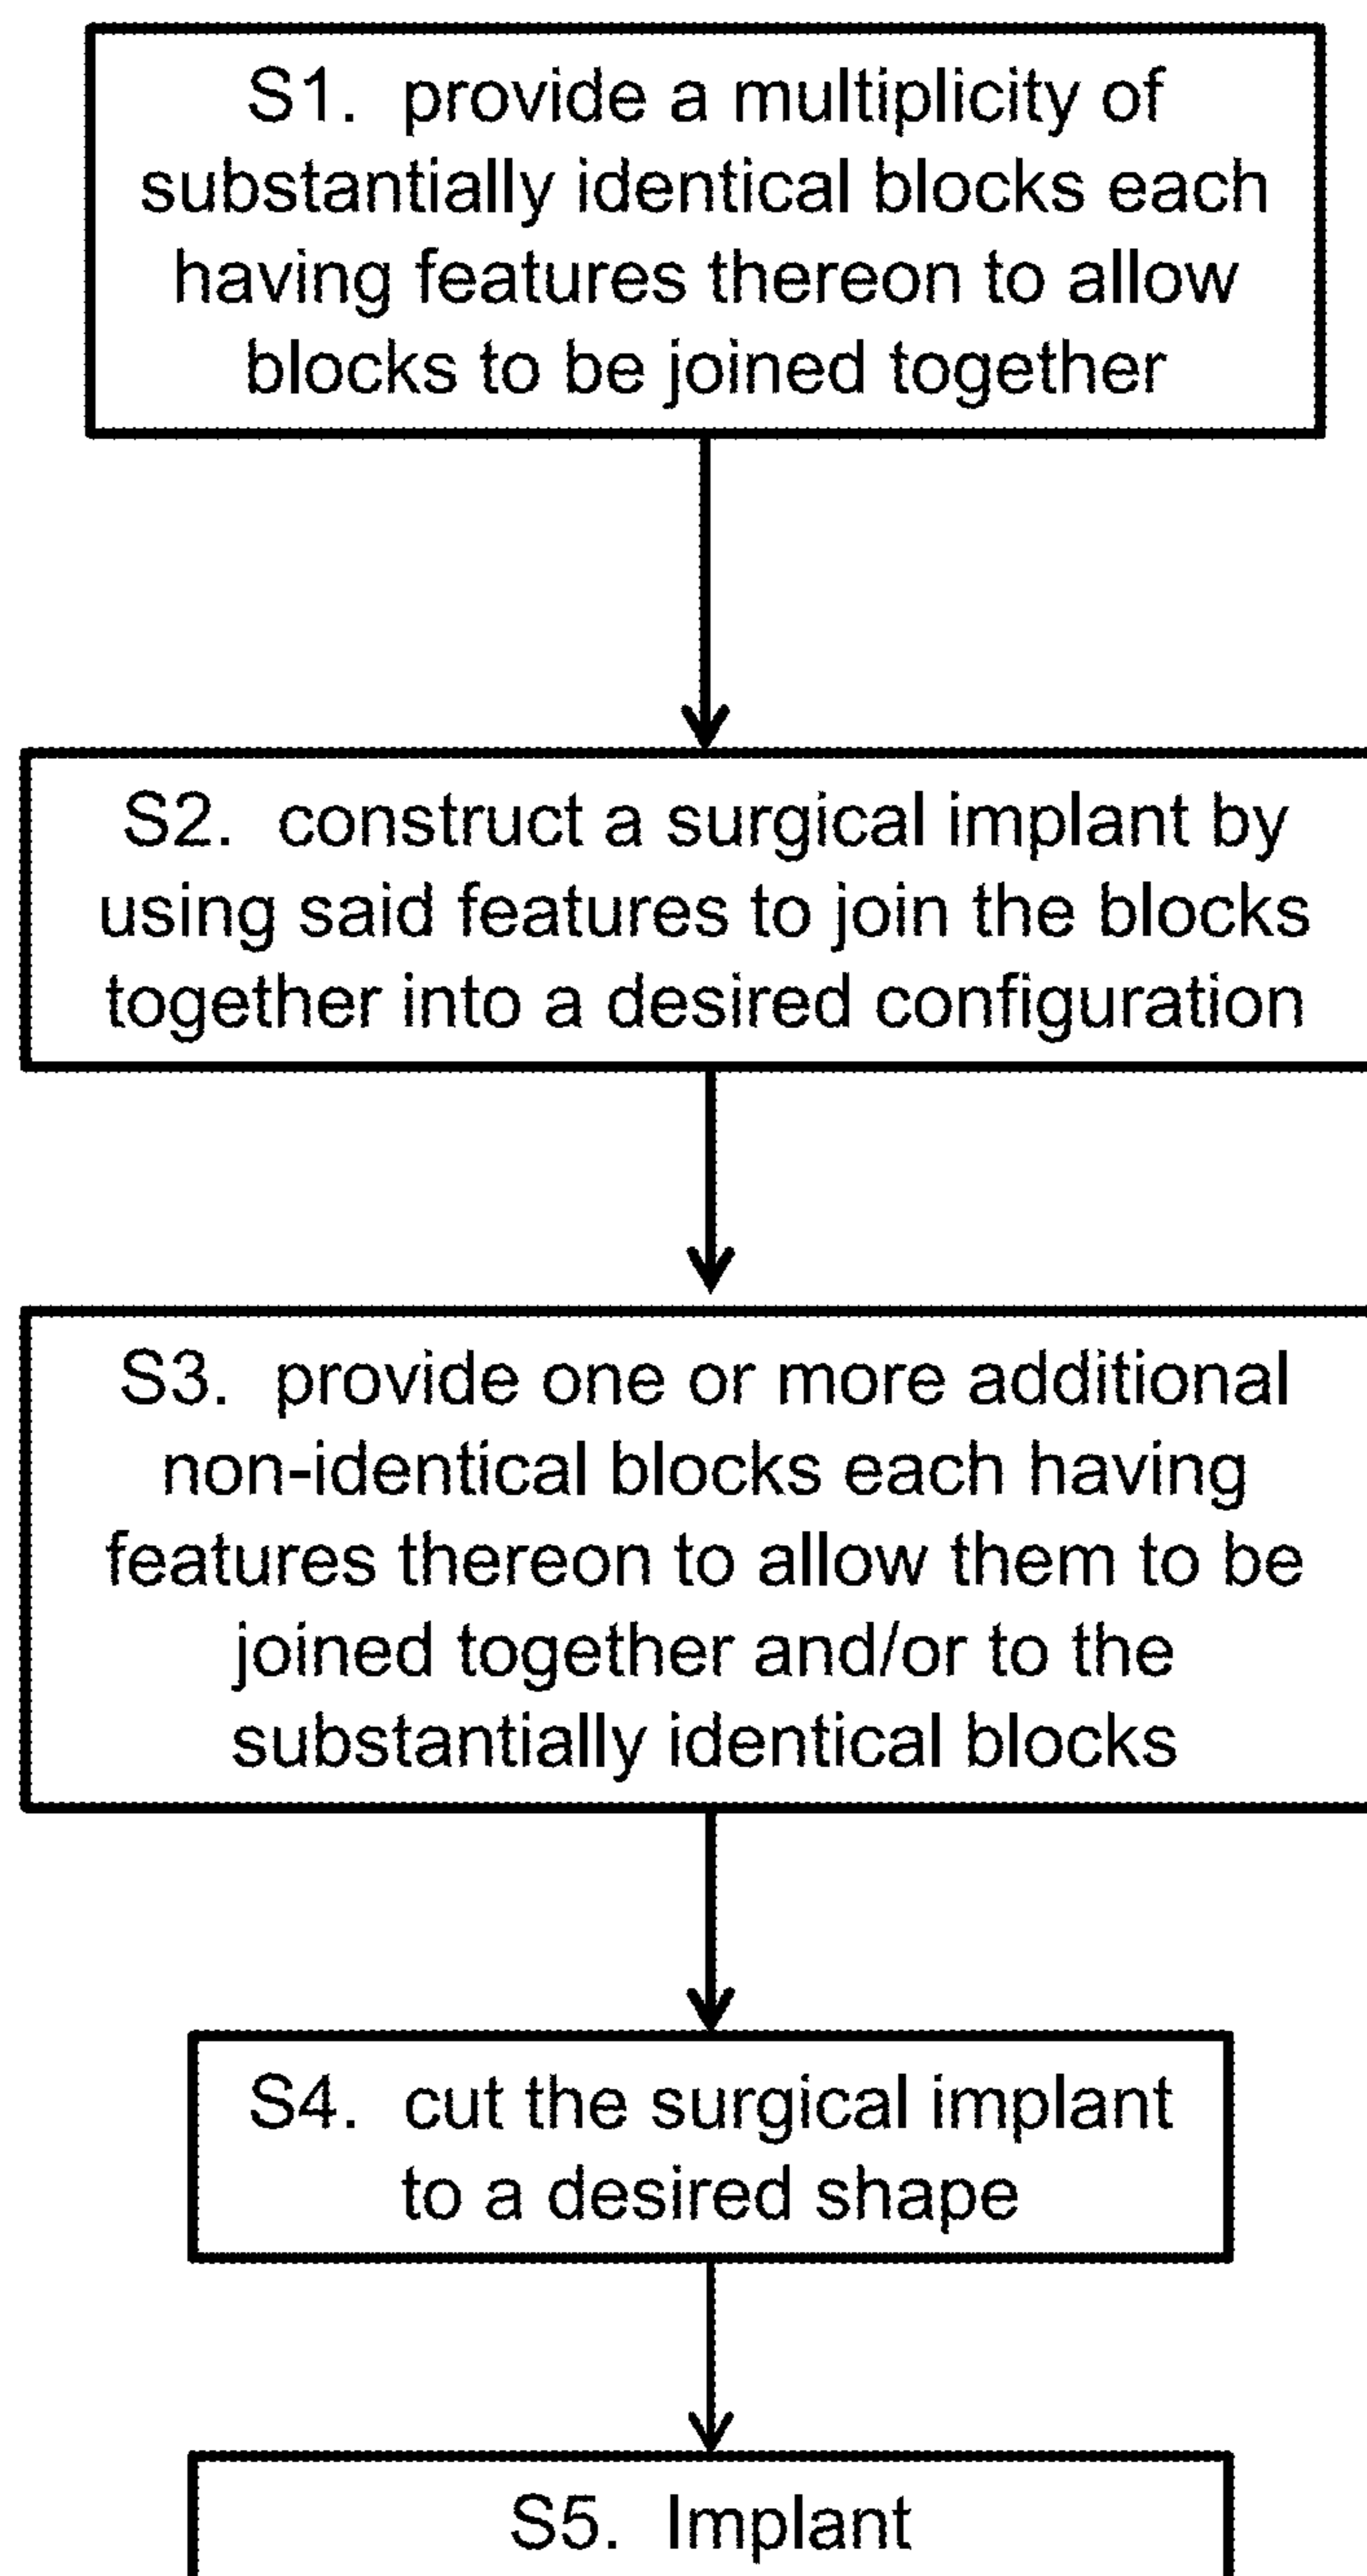 S1. provide a multiplicity of
substantially identical blocks each
having features thereon to allow
blocks to be joined together
S2. construct a surgical implant by
using said features to join the blocks
together into a desired configuration
S3. provide one or more additional
non-identical blocks each having
features thereon to allow them to be
joined together and/or to the
substantially identical blocks
S4. cut the surgical implant
to a desired shape
S5. Implant